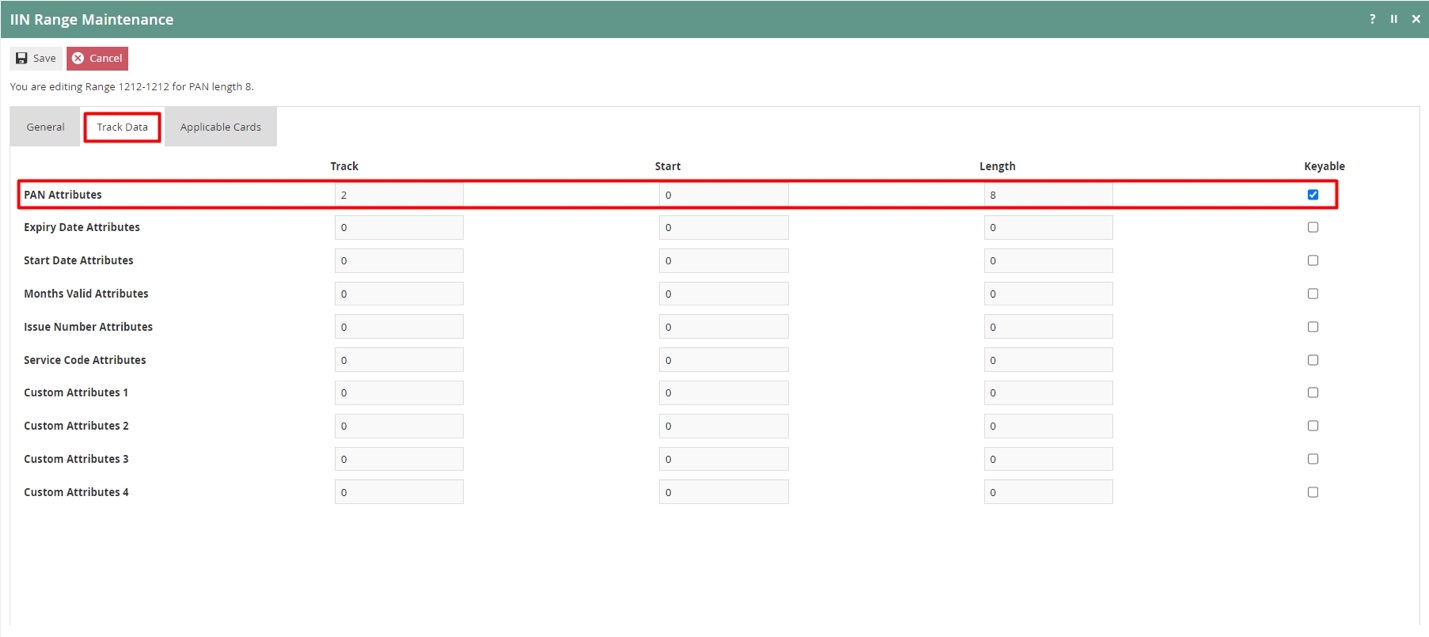 IIN Range Maintenance ? II ×
Save Cancel
You are editing Range 1212-1212 for PAN length 8.
General Track Data Applicable Cards
Track Start Length Keyable
PAN Attributes 2 0 8
Expiry Date Attributes 0 0 0
Start Date Attributes 0 0 0
Months Valid Attributes 0 0 0
Issue Number Attributes 0 0 0
Service Code Attributes 0 0 0
Custom Attributes 1 0 0 0
Custom Attributes 2 0 0 0
Custom Attributes 3 0 0 0
Custom Attributes 4 0 0 0